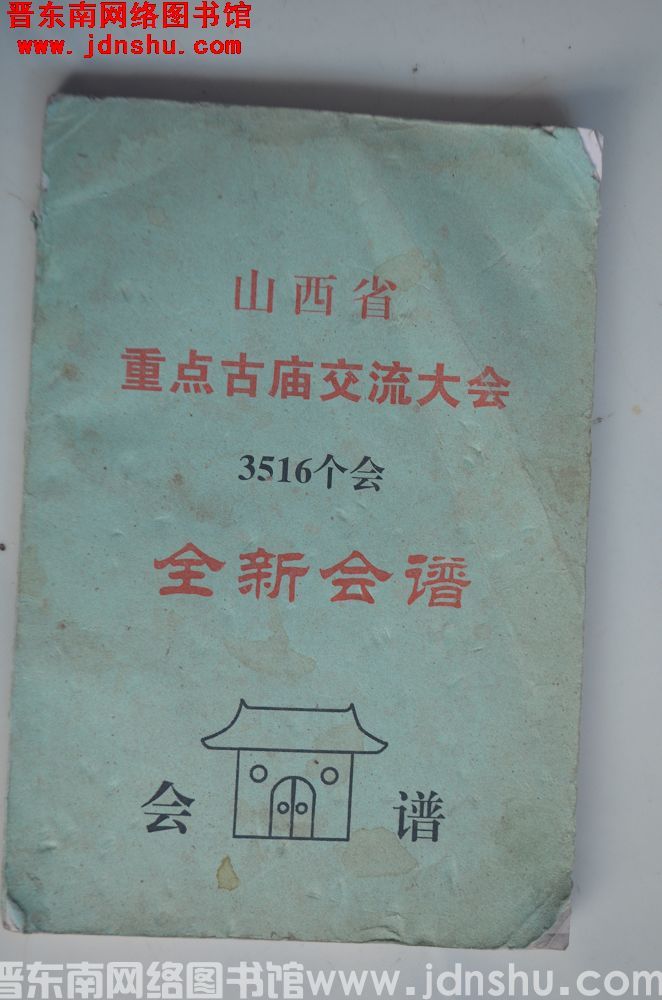 晋东南网络图书馆
www.jdnshu.com
山西省
重点古庙交流大会
3516个会
全新会谱
会 谱
晋东南网络图书馆www.jdnshu.com